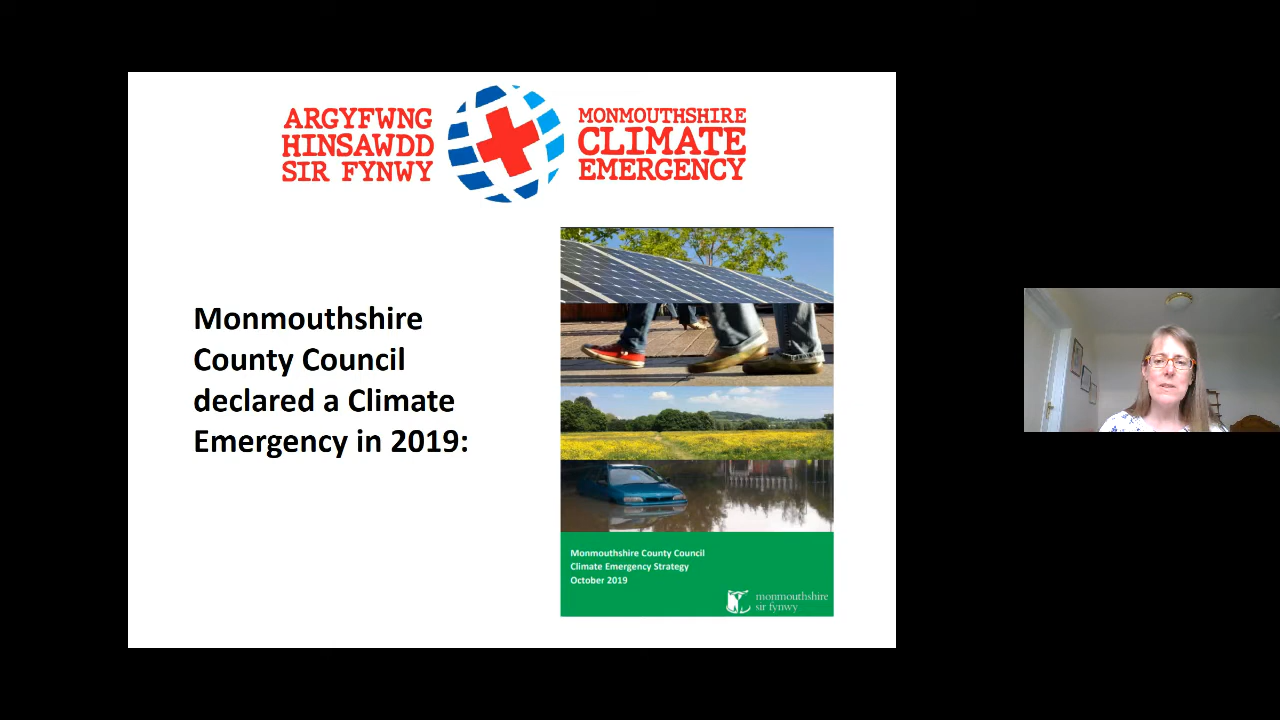 ARGYFWNG
HINSAWDD
SIR FYNWY
MONMOUTHSHIRE
CLIMATE
EMERGENCY
Monmouthshire
County Council
declared a Climate
Emergency in 2019:
Monmouthshire County Council
Climate Emergency Strategy
October 2019
monmouthshire
sir fynwy